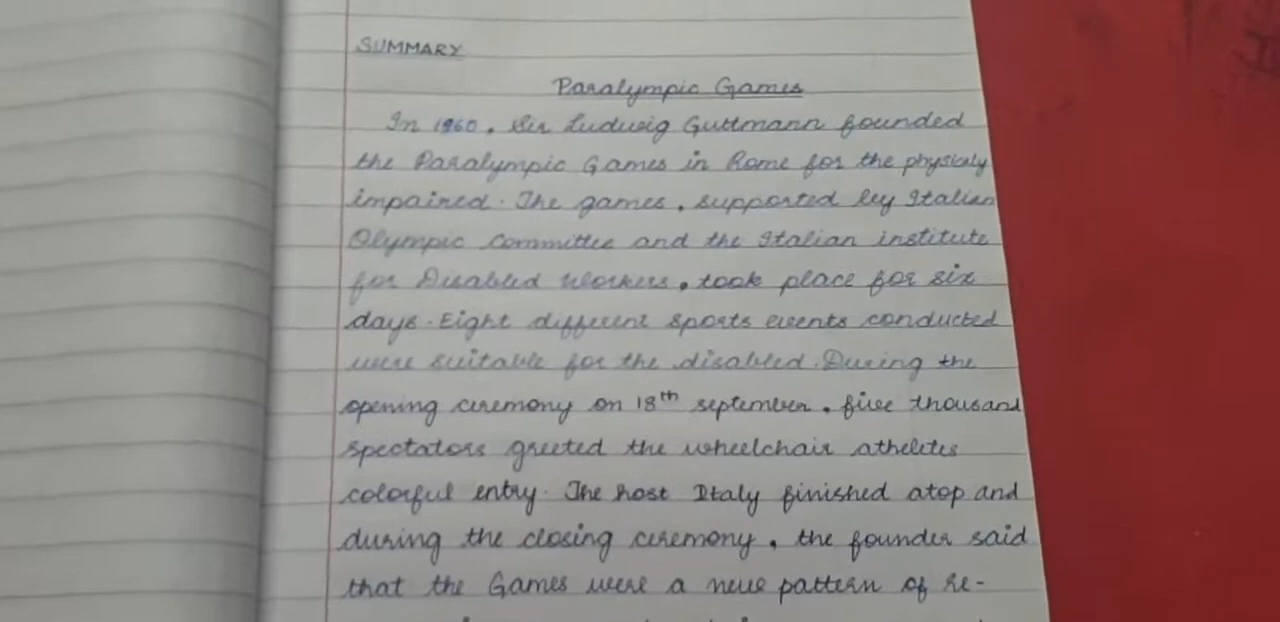 SUMMARY
Paralympic Games
In 1960, Sir Ludwig Guttmann founded
the Paralympic Games in Rome for the physicaly
impaired. The games, supported by Italian
Olympic Committee and the Italian institute
for Disabled Workers, took place for six
days. Eight different sports events conducted
were suitable for the disabled. During the
opening ceremony on 18th september, five thousand
spectators greeted the wheelchair atheletes
colorful entry. The host Italy finished atop and
during the closing ceremony, the founder said
that the Games were a new pattern of re-